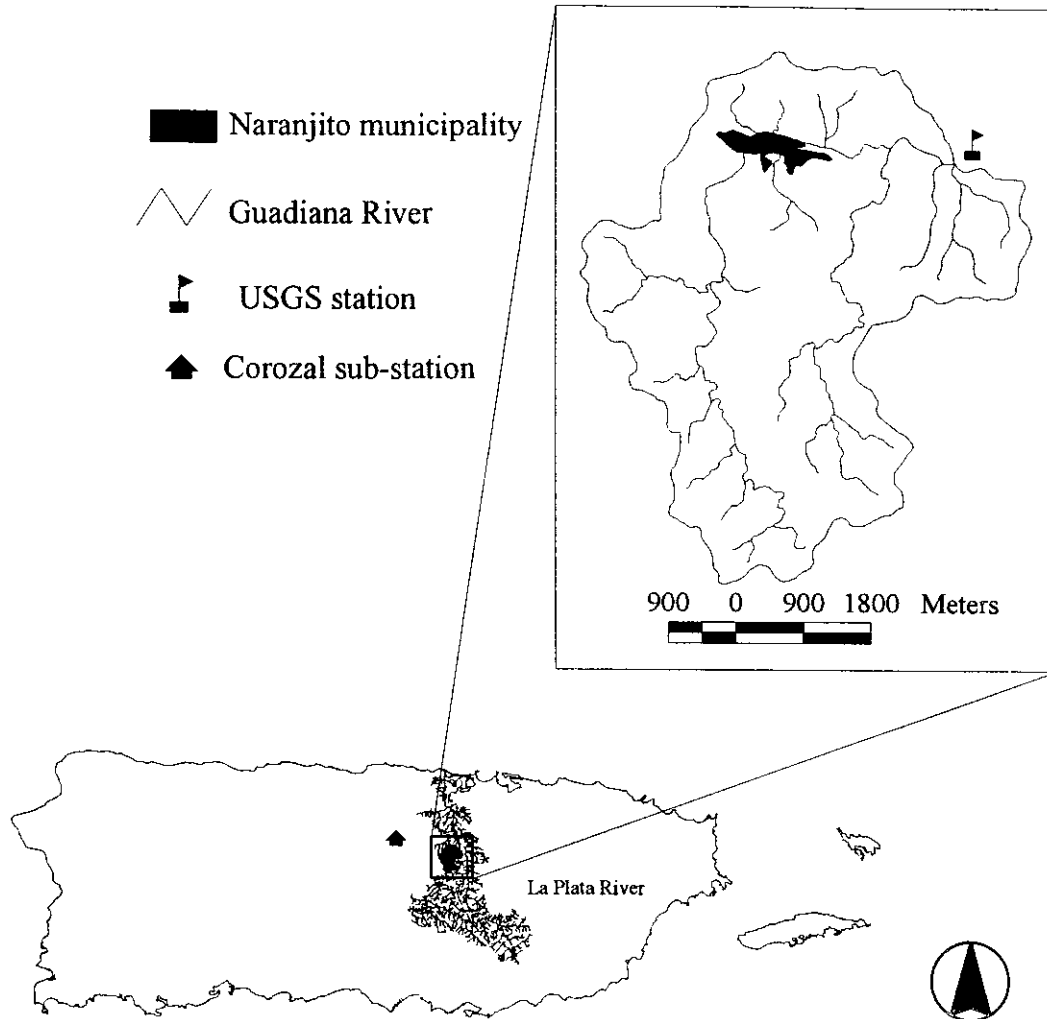 Naranjito municipality
Guadiana River
USGS station
Corozal sub-station
900 0 900 1800 Meters
La Plata River